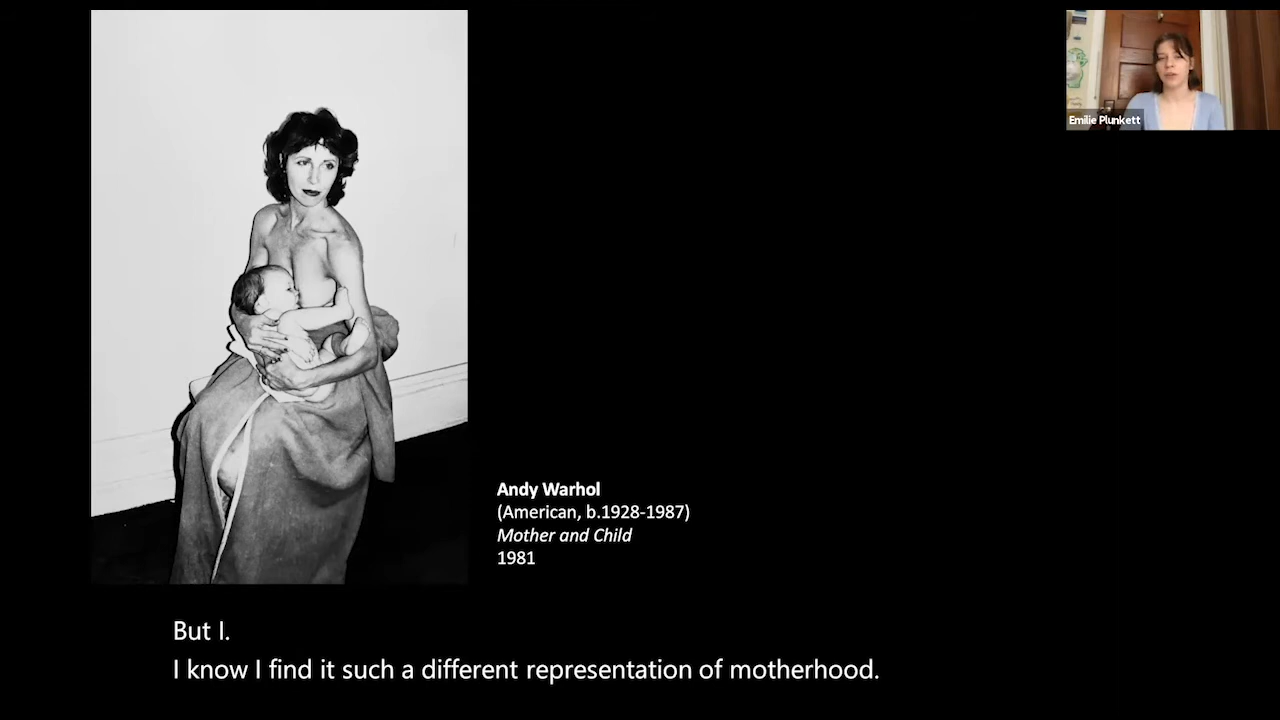 Emilie Plunkett
Andy Warhol
(American, b.1928-1987)
Mother and Child
1981
But I.
I know I find it such a different representation of motherhood.